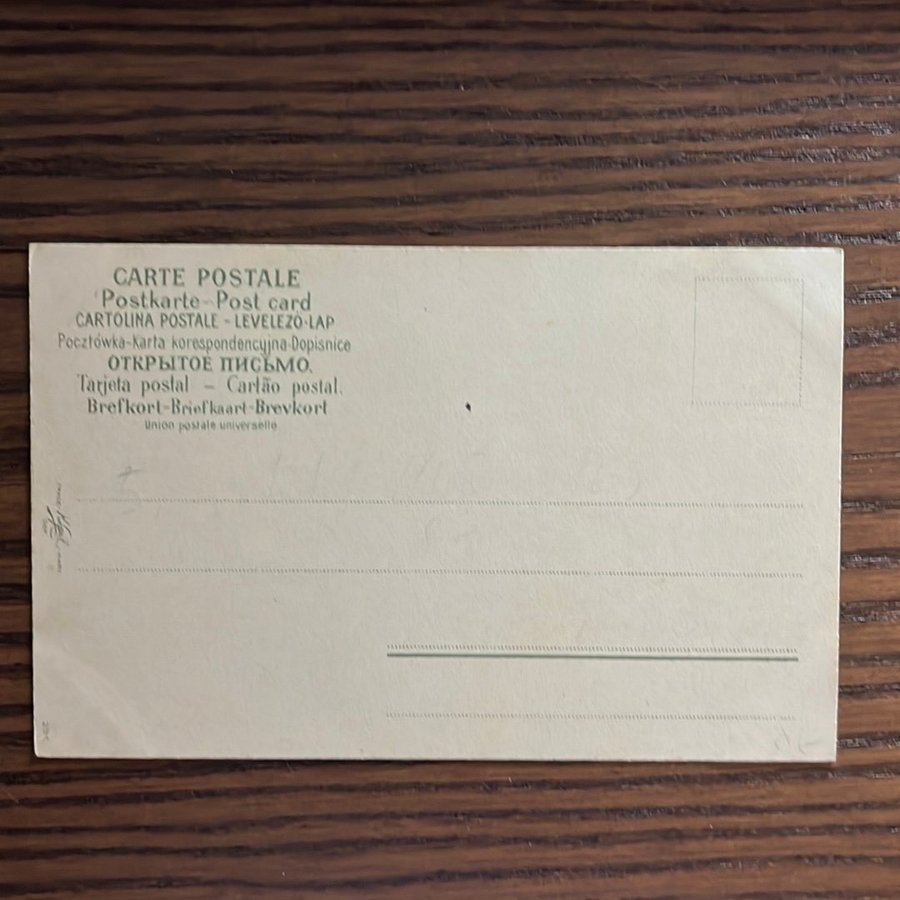 CARTE POSTALE
Postkarte-Post card
CARTOLINA POSTALE - LEVELEZÖ-LAP
Pocztówka-Karta korespondencyjna-Dopisnice
ОТКРЫТОЕ ПИСЬМО.
Tarjeta postal – Cartão postal.
Brefkort-Briefkaart-Brevkort
Union postale universelle